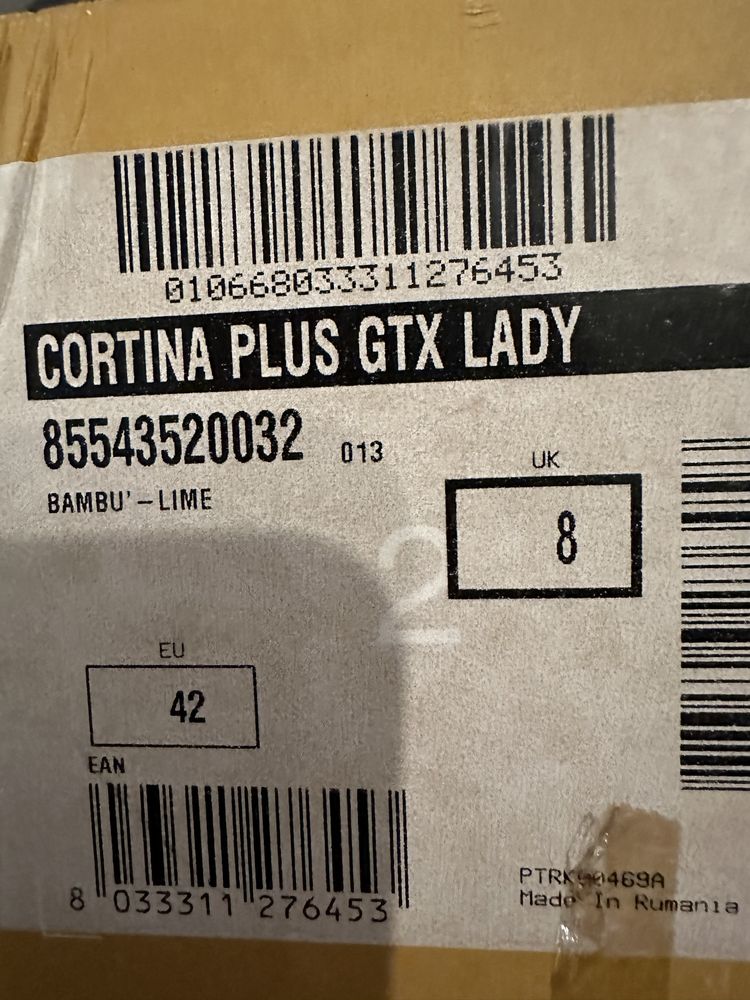 010668033311276453
CORTINA PLUS GTX LADY
85543520032 013
BAMBU'-LIME
UK
8
2
EU
42
EAN
8 033311 276453
Made In Rumania